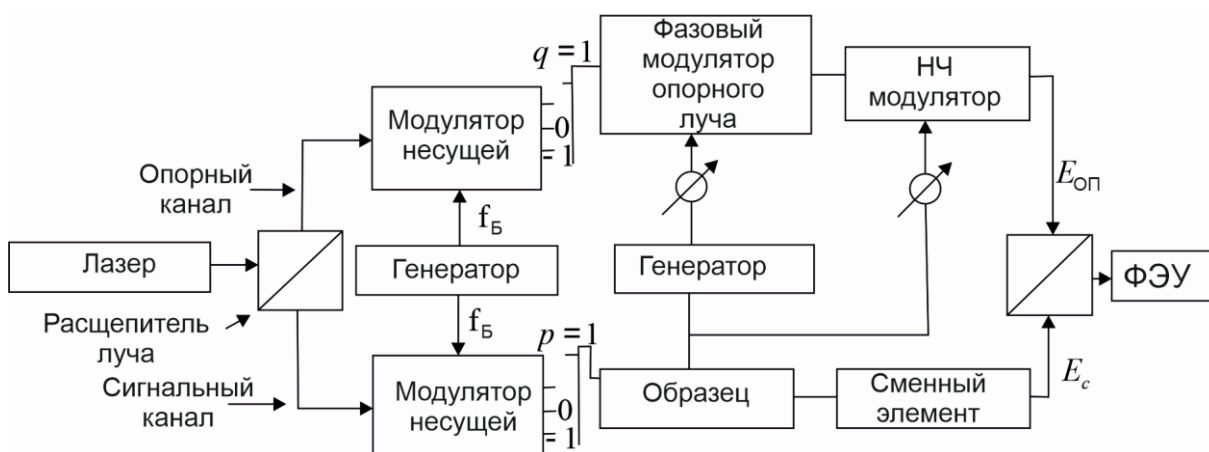 q = 1
Фазовый
модулятор
опорного
луча
НЧ
модулятор
Модулятор
несущей
0
- 1
Опорный
канал
E_ОП
f_Б
Лазер
Генератор
Генератор
ФЭУ
Расщепитель
луча
f_Б
p = 1
Сигнальный
канал
Модулятор
несущей
0
- 1
Образец
Сменный
элемент
E_c